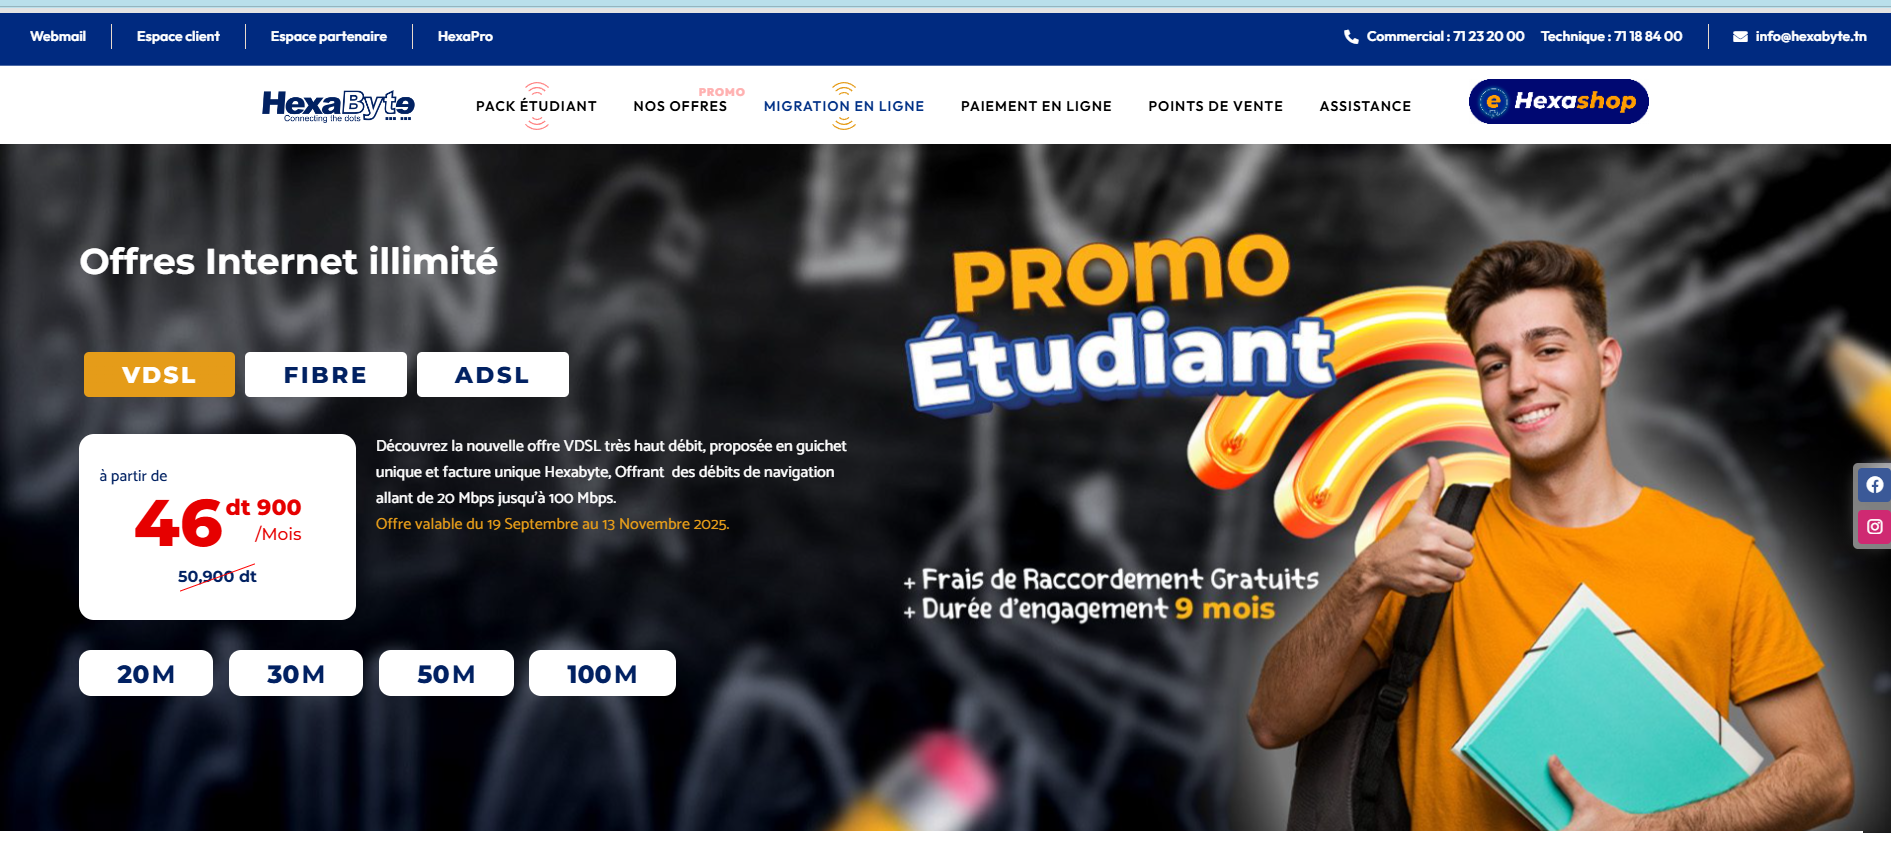 Webmail
Espace client
Espace partenaire
HexaPro
Commercial : 71 23 20 00
Technique : 71 18 84 00
info@hexabyte.tn
HexaByte
Connecting the dots
PACK ÉTUDIANT
PROMO
NOS OFFRES
MIGRATION EN LIGNE
PAIEMENT EN LIGNE
POINTS DE VENTE
ASSISTANCE
e Hexashop
Offres Internet illimité
VDSL
FIBRE
ADSL
à partir de
46 dt 900
/Mois
50,900 dt
Découvrez la nouvelle offre VDSL très haut débit, proposée en guichet
unique et facture unique Hexabyte, Offrant des débits de navigation
allant de 20 Mbps jusqu'à 100 Mbps.
Offre valable du 19 Septembre au 13 Novembre 2025.
20M
30M
50M
100M
PROMO
Étudiant
+ Frais de Raccordement Gratuits
+ Durée d'engagement 9 mois